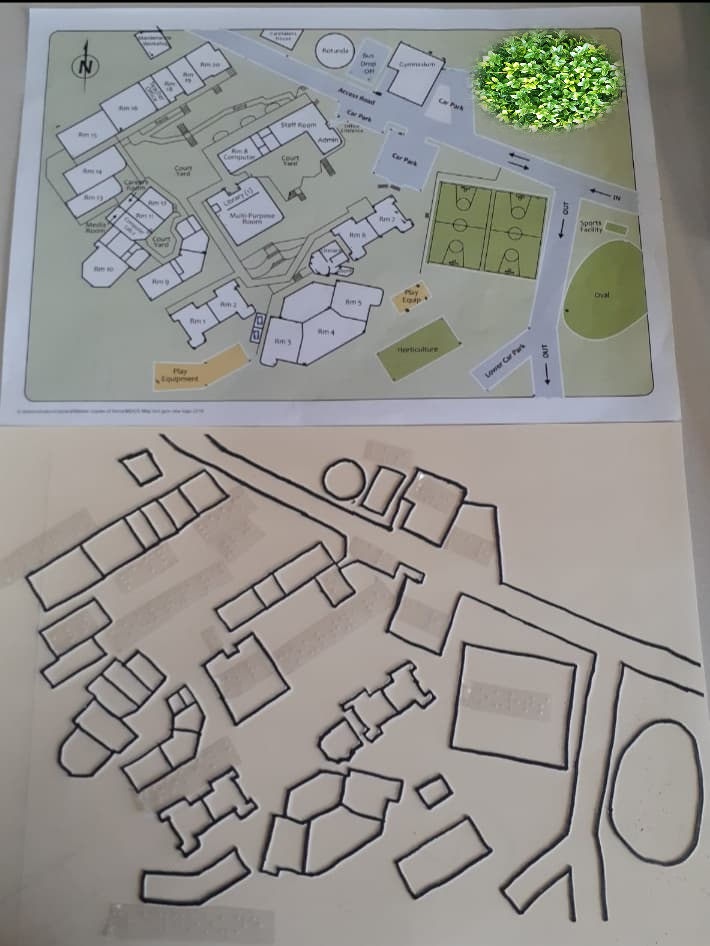 Maintenance
Workshop
Caretakers
House
Rotunda
Bus
Drop
Off
Gymnasium
N
Rm 20
Rm
19
Rm
18
Rm 16
Rm 15
Access Road
Car Park
Car
Park
Staff Room
Admin
Office
Entrance
Rm 8
Computer
Court
Yard
Court
Yard
Car Park
Rm 14
Rm 13
Careers
Room
Rm 12
Rm 11
Media
Room
Court
Yard
Rm 10
Rm 9
Library (1)
Multi-Purpose
Room
Rm 7
Rm 6
IN
OUT
Sports
Facility
Oval
Play
Equip
Rm 5
Rm 4
Rm 3
Rm 2
Rm 1
Horticulture
Lower Car Park
OUT
Play
Equipment